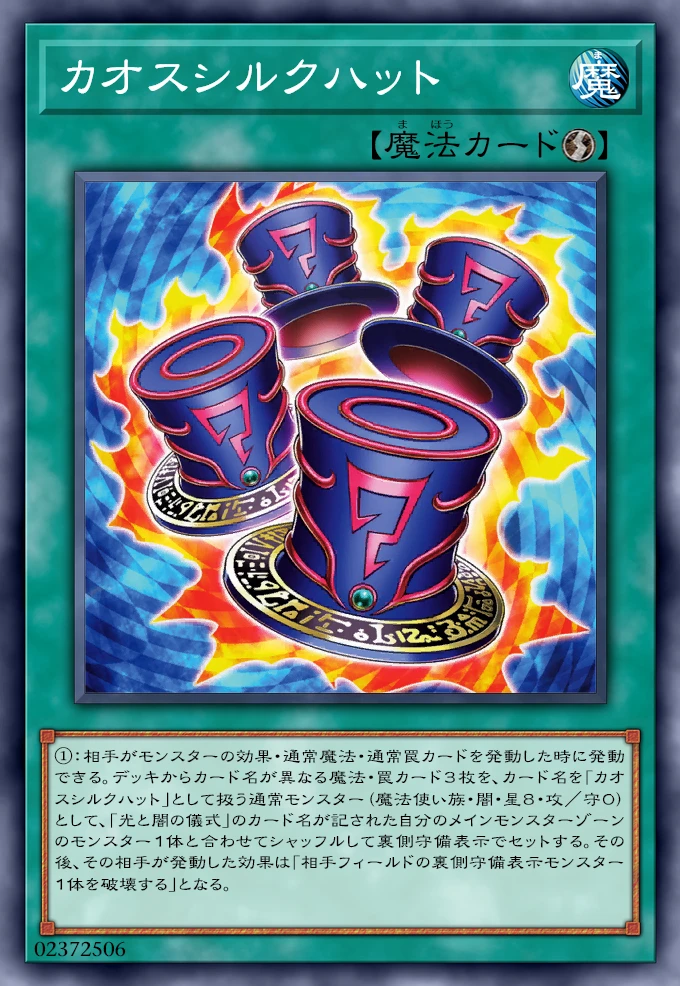 カオスシルクハット
魔
ま
【魔法カード】
ま ほう
①:相手がモンスターの効果・通常魔法・通常罠カードを発動した時に発動
できる。デッキからカード名が異なる魔法・罠カード3枚を、カード名を「カオ
スシルクハット」として扱う通常モンスター(魔法使い族・闇・星8・攻/守0)
として、「光と闇の儀式」のカード名が記された自分のメインモンスターゾーン
のモンスター1体と合わせてシャッフルして裏側守備表示でセットする。その
後、その相手が発動した効果は「相手フィールドの裏側守備表示モンスター
1体を破壊する」となる。
02372506